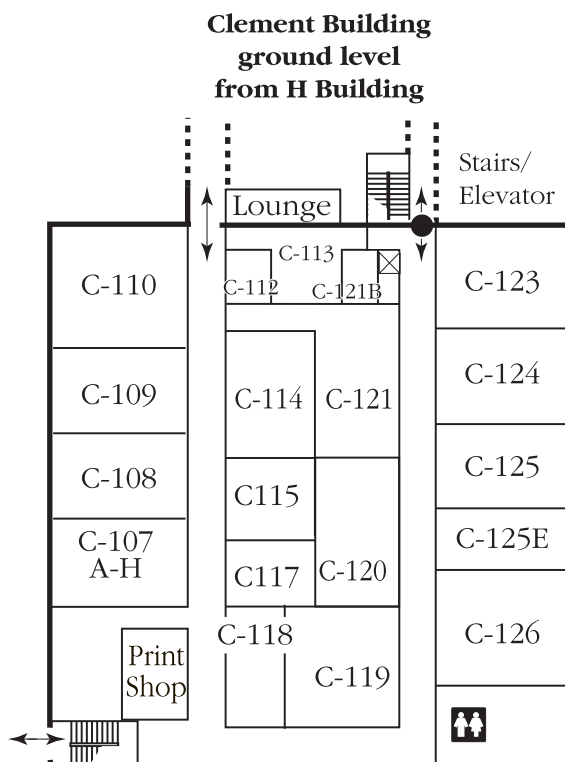 Clement Building
ground level
from H Building
Stairs/
Elevator
Lounge
C-113
C-110
C-112
C-121B
C-123
C-109
C-114
C-121
C-124
C-108
C115
C-125
C-107
A-H
C117
C-120
C-125E
C-118
C-126
Print
Shop
C-119